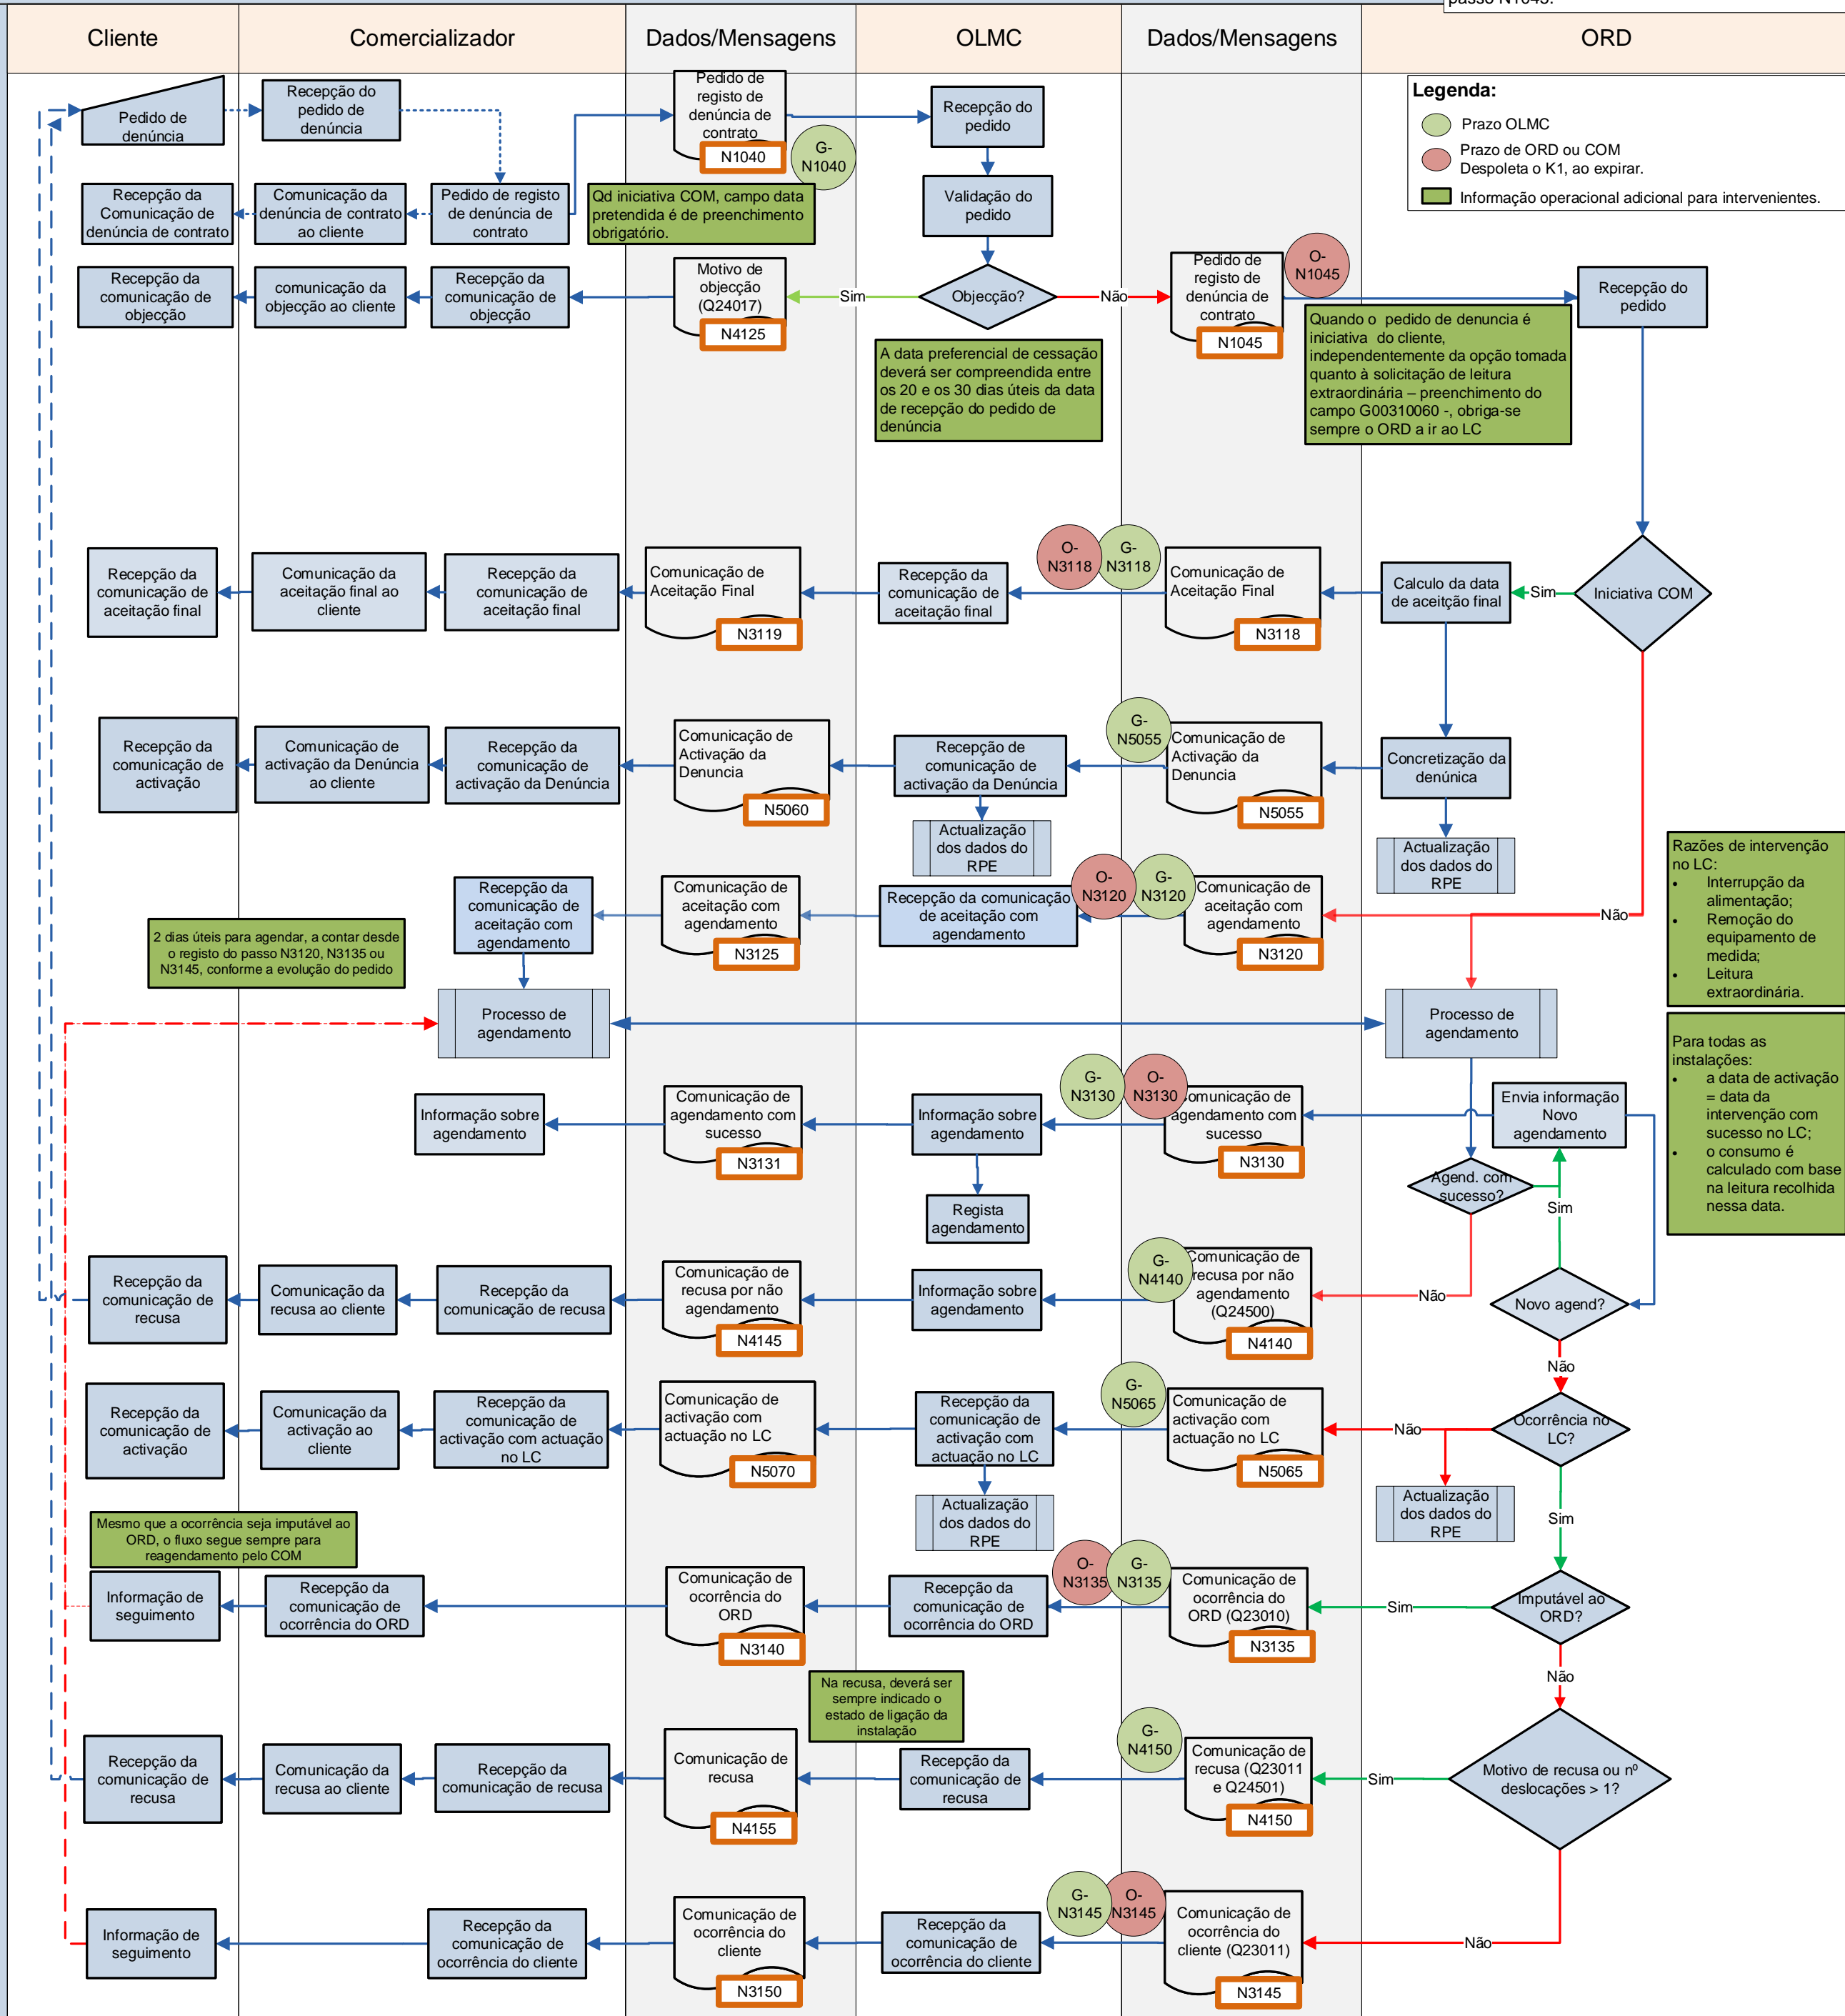 passo N1045.
Cliente
Comercializador
Dados/Mensagens
OLMC
Dados/Mensagens
ORD
Legenda:
Prazo OLMC
Prazo de ORD ou COM
Despoleta o K1, ao expirar.
Informação operacional adicional para intervenientes.
Pedido de
denúncia
Recepção do
pedido de
denúncia
Pedido de
registo de
denúncia de
contrato
N1040
G-
N1040
Recepção do
pedido
Recepção da
Comunicação de
denúncia de contrato
Comunicação da
denúncia de contrato
ao cliente
Pedido de registo
de denúncia de
contrato
Qd iniciativa COM, campo data
pretendida é de preenchimento
obrigatório.
Validação do
pedido
Recepção da
comunicação de
objecção
comunicação da
objecção ao cliente
Recepção da
comunicação de
objecção
Motivo de
objecção
(Q24017)
N4125
Sim
Objecção?
Não
Pedido de
registo de
denúncia de
contrato
N1045
O-
N1045
Recepção do
pedido
A data preferencial de cessação
deverá ser compreendida entre
os 20 e os 30 dias úteis da data
de recepção do pedido de
denúncia
Quando o  pedido de denuncia é
iniciativa  do cliente,
independentemente da opção tomada
quanto à solicitação de leitura
extraordinária – preenchimento do
campo G00310060 -, obriga-se
sempre o ORD a ir ao LC
Recepção da
comunicação de
aceitação final
Comunicação da
aceitação final ao
cliente
Recepção da
comunicação de
aceitação final
Comunicação de
Aceitação Final
N3119
Recepção da
comunicação de
aceitação final
O-
N3118
G-
N3118
Comunicação de
Aceitação Final
N3118
Calculo da data
de aceitção final
Sim
Iniciativa COM
Recepção da
comunicação de
activação
Comunicação de
activação da Denúncia
ao cliente
Recepção da
comunicação de
activação da Denúncia
Comunicação de
Activação da
Denuncia
N5060
Recepção de
comunicação de
activação da Denúncia
G-
N5055
Comunicação de
Activação da
Denuncia
N5055
Concretização da
denúnica
Actualização
dos dados do
RPE
Actualização
dos dados do
RPE
2 dias úteis para agendar, a contar desde
o registo do passo N3120, N3135 ou
N3145, conforme a evolução do pedido
Recepção da
comunicação de
aceitação com
agendamento
Comunicação de
aceitação com
agendamento
N3125
Recepção da comunicação
de aceitação com
agendamento
O-
N3120
G-
N3120
Comunicação de
aceitação com
agendamento
N3120
Não
Razões de intervenção
no LC:
• Interrupção da
alimentação;
• Remoção do
equipamento de
medida;
• Leitura
extraordinária.
Processo de
agendamento
Processo de
agendamento
Para todas as
instalações:
• a data de activação
= data da
intervenção com
sucesso no LC;
• o consumo é
calculado com base
na leitura recolhida
nessa data.
Informação sobre
agendamento
Comunicação de
agendamento com
sucesso
N3131
Informação sobre
agendamento
G-
N3130
O-
N3130
Comunicação de
agendamento com
sucesso
N3130
Envia informação
Novo
agendamento
Agend. com
sucesso?
Sim
Regista
agendamento
Recepção da
comunicação de
recusa
Comunicação da
recusa ao cliente
Recepção da
comunicação de recusa
Comunicação de
recusa por não
agendamento
N4145
Informação sobre
agendamento
G-
N4140
Comunicação de
recusa por não
agendamento
(Q24500)
N4140
Não
Novo agend?
Não
Recepção da
comunicação de
activação
Comunicação da
activação ao
cliente
Recepção da
comunicação de
activação com actuação
no LC
Comunicação de
activação com
actuação no LC
N5070
Recepção da
comunicação de
activação com
actuação no LC
G-
N5065
Comunicação de
activação com
actuação no LC
N5065
Não
Ocorrência no
LC?
Actualização
dos dados do
RPE
Actualização
dos dados do
RPE
Sim
Mesmo que a ocorrência seja imputável ao
ORD, o fluxo segue sempre para
reagendamento pelo COM
Informação de
seguimento
Recepção da
comunicação de
ocorrência do ORD
Comunicação de
ocorrência do
ORD
N3140
Recepção da
comunicação de
ocorrência do ORD
O-
N3135
G-
N3135
Comunicação de
ocorrência do
ORD (Q23010)
N3135
Sim
Imputável ao
ORD?
Não
Na recusa, deverá ser
sempre indicado o
estado de ligação da
instalação
Recepção da
comunicação de
recusa
Comunicação da
recusa ao cliente
Recepção da
comunicação de recusa
Comunicação de
recusa
N4155
Recepção da
comunicação de
recusa
G-
N4150
Comunicação de
recusa (Q23011
e Q24501)
N4150
Sim
Motivo de recusa ou nº
deslocações > 1?
Informação de
seguimento
Recepção da
comunicação de
ocorrência do cliente
Comunicação de
ocorrência do
cliente
N3150
Recepção da
comunicação de
ocorrência do cliente
G-
N3145
O-
N3145
Comunicação de
ocorrência do
cliente (Q23011)
N3145
Não